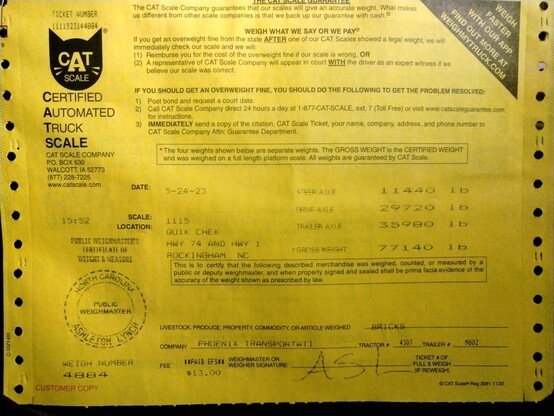 TICKET NUMBER
1111523144884
THE CAT SCALE GUARANTEE
The CAT Scale Company guarantees that our scales will give an accurate weight. What makes
us different from other scale companies is that we back up our guarantee with cash.®
WEIGH WHAT WE SAY OR WE PAY®
If you get an overweight fine from the state AFTER one of our CAT Scales showed a legal weight, we will
immediately check our scale and we will:
(1) Reimburse you for the cost of the overweight fine if our scale is wrong, OR
(2) A representative of CAT Scale Company will appear in court WITH the driver as an expert witness if we
believe our scale was correct.
WEIGH
FASTER
WITH OUR APP
FIND OUT MORE AT
WEIGHMYTRUCK.COM
CAT
SCALE
CERTIFIED
AUTOMATED
TRUCK
SCALE
CAT SCALE COMPANY
P.O. BOX 630
WALCOTT, IA 52773
(877) 228-7225
www.catscale.com
IF YOU SHOULD GET AN OVERWEIGHT FINE, YOU SHOULD DO THE FOLLOWING TO GET THE PROBLEM RESOLVED:
1) Post bond and request a court date.
2) Call CAT Scale Company direct 24 hours a day at 1-877-CAT-SCALE, ext. 7 (Toll Free) or visit www.catscaleguarantee.com
for instructions.
3) IMMEDIATELY send a copy of the citation, CAT Scale Ticket, your name, company, address, and phone number to
CAT Scale Company Attn: Guarantee Department.
*The four weights shown below are separate weights. The GROSS WEIGHT is the CERTIFIED WEIGHT
and was weighed on a full length platform scale. All weights are guaranteed by CAT Scale.
DATE: 5-24-23
STEER AXLE 11440 lb
DRIVE AXLE 29720 lb
15:52
SCALE: 1115
TRAILER AXLE 35980 lb
LOCATION: QUIK CHEK
HWY 74 AND HWY 1
*GROSS WEIGHT 77140 lb
ROCKINGHAM NC
PUBLIC WEIGHMASTER'S
CERTIFICATE OF
WEIGHT & MEASURE
This is to certify that the following described merchandise was weighed, counted, or measured by a
public or deputy weighmaster, and when properly signed and sealed shall be prima facia evidence of the
accuracy of the weight shown as prescribed by law.
NORTH CAROLINA
PUBLIC
WEIGHMASTER
ASHLEIGH LYNCH
LIVESTOCK, PRODUCE, PROPERTY, COMMODITY, OR ARTICLE WEIGHED BRICKS
COMPANY PHOENIX TRANSPORTATI TRACTOR # 4507 TRAILER #
WEIGH NUMBER
4884
FEE **PAID EFS**
$13.00
WEIGHMASTER OR
WEIGHER SIGNATURE
TICKET # OF
FULL $ WEIGH
(IF REWEIGH)
CUSTOMER COPY